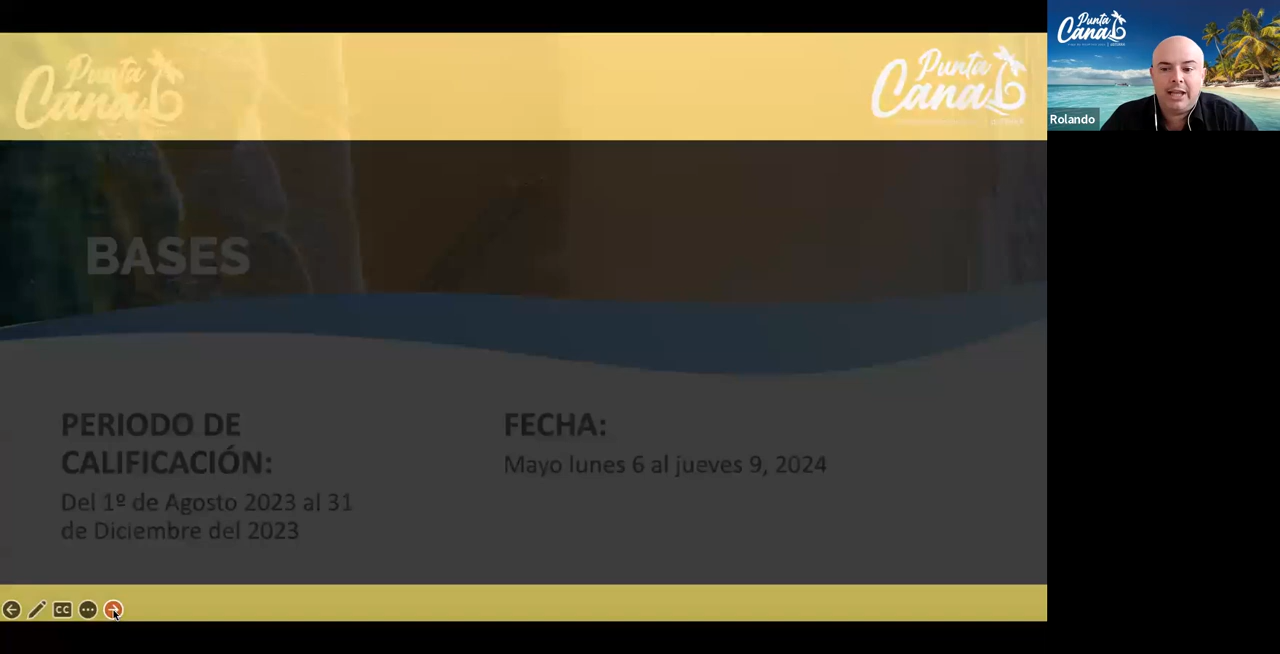 Punta
Cana
Punta
Cana
BASES
PERIODO DE
CALIFICACIÓN:
Del 1º de Agosto 2023 al 31
de Diciembre del 2023
FECHA:
Mayo lunes 6 al jueves 9, 2024
CC
Punta
Cana
Rolando